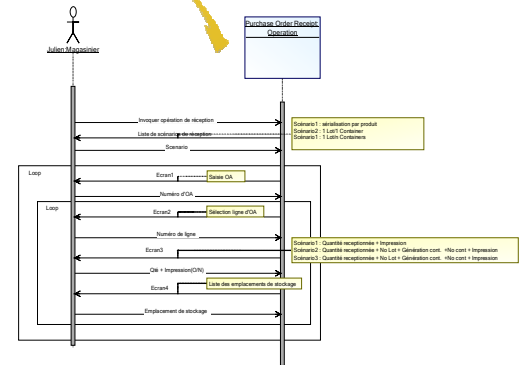 Julien:Magasinier
Purchase Order Receipt:
Operation
Invoquer opération de réception
Scénario1 : sérialisation par produit
Scénario2 : 1 Lot/1 Container
Scénario1 : 1 Lot/n Containers
Liste de scénarios de réception
Scenario
Loop
Ecran1
Saisie OA
Numéro d'OA
Loop
Ecran2
Sélection ligne d'OA
Numéro de ligne
Scénario1 : Quantité receptionnée + Impression
Scénario2 : Quantité receptionnée + No Lot + Génération cont. +No cont + Impression
Scénario3 : Quantité receptionnée + No Lot + Génération cont. +No cont + Impression
Ecran3
Qté + Impression(O/N)
Liste des emplacements de stockage
Ecran4
Emplacement de stockage